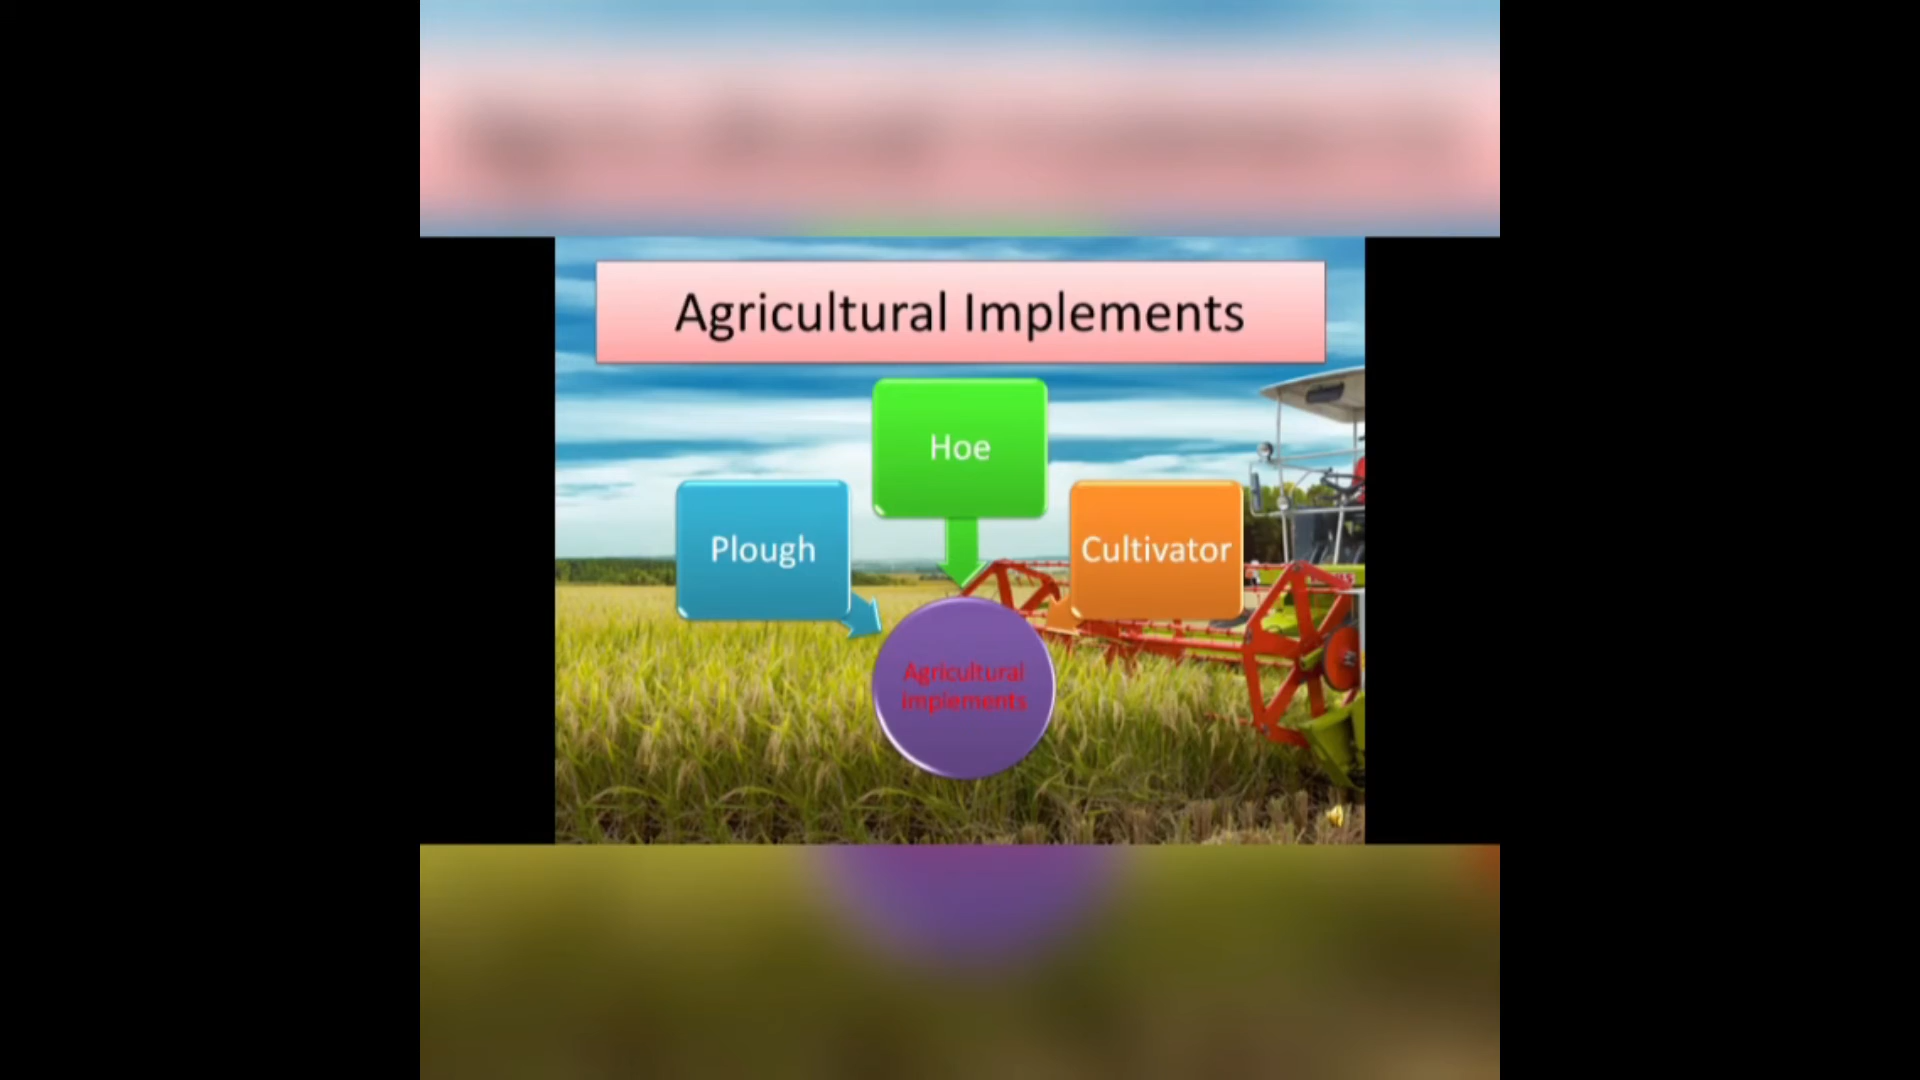 Agricultural Implements
Hoe
Plough
Cultivator
Agricultural
implements